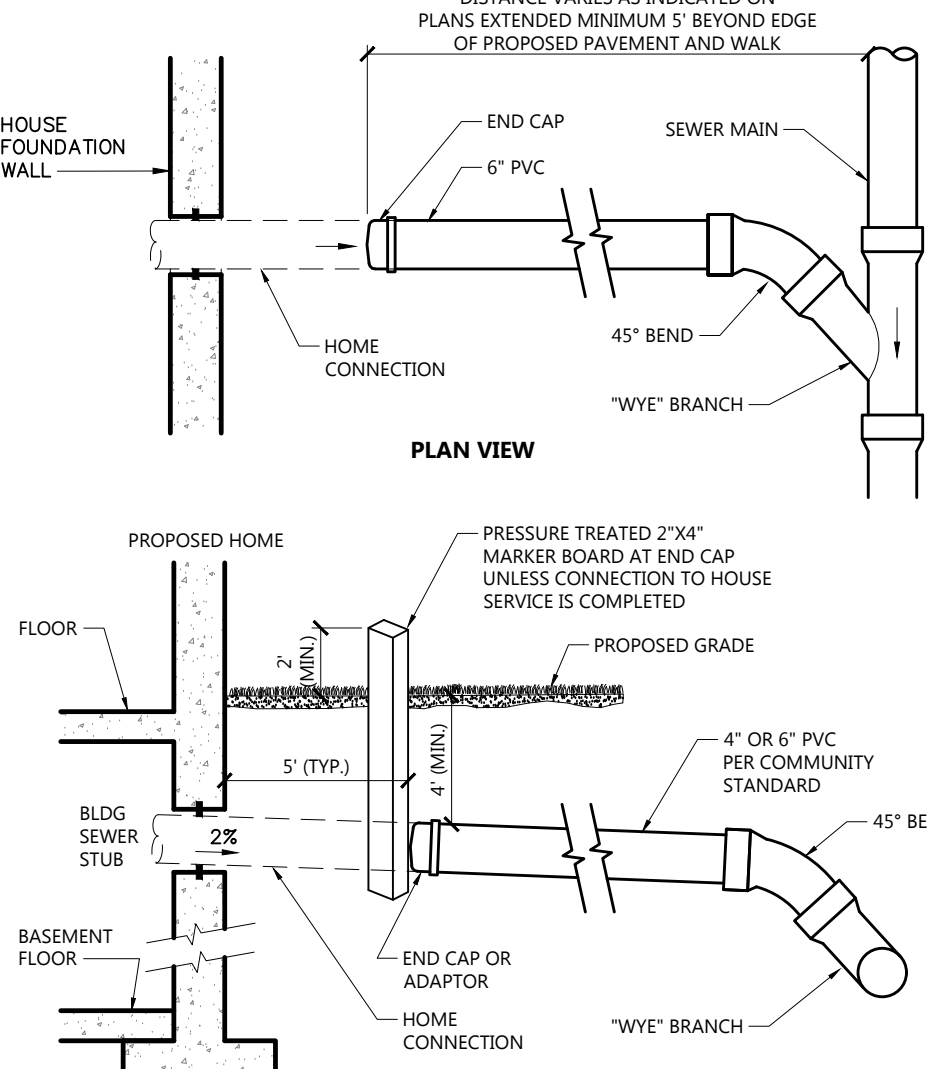 DISTANCE VARIES AS INDICATED ON
PLANS EXTENDED MINIMUM 5' BEYOND EDGE
OF PROPOSED PAVEMENT AND WALK
HOUSE
FOUNDATION
WALL
END CAP
6" PVC
SEWER MAIN
HOME
CONNECTION
45° BEND
"WYE" BRANCH
PLAN VIEW
PROPOSED HOME
PRESSURE TREATED 2"X4"
MARKER BOARD AT END CAP
UNLESS CONNECTION TO HOUSE
SERVICE IS COMPLETED
FLOOR
2'
(MIN.)
PROPOSED GRADE
5' (TYP.)
4' (MIN.)
4" OR 6" PVC
PER COMMUNITY
STANDARD
BLDG
SEWER
STUB
2%
45° BE
BASEMENT
FLOOR
END CAP OR
ADAPTOR
HOME
CONNECTION
"WYE" BRANCH